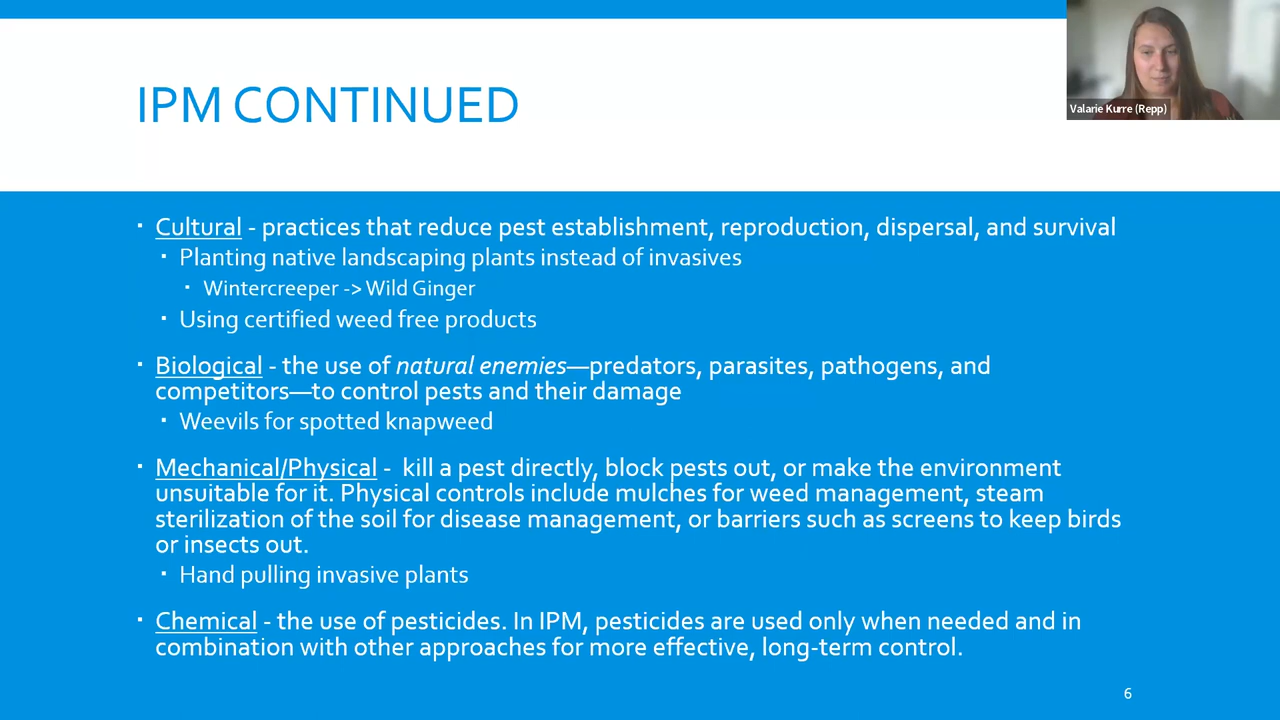 IPM CONTINUED
Valarie Kurre (Repp)
▪ Cultural - practices that reduce pest establishment, reproduction, dispersal, and survival
▪ Planting native landscaping plants instead of invasives
▪ Wintercreeper -> Wild Ginger
▪ Using certified weed free products
▪ Biological - the use of natural enemies—predators, parasites, pathogens, and
competitors—to control pests and their damage
▪ Weevils for spotted knapweed
▪ Mechanical/Physical - kill a pest directly, block pests out, or make the environment
unsuitable for it. Physical controls include mulches for weed management, steam
sterilization of the soil for disease management, or barriers such as screens to keep birds
or insects out.
▪ Hand pulling invasive plants
▪ Chemical - the use of pesticides. In IPM, pesticides are used only when needed and in
combination with other approaches for more effective, long-term control.
6